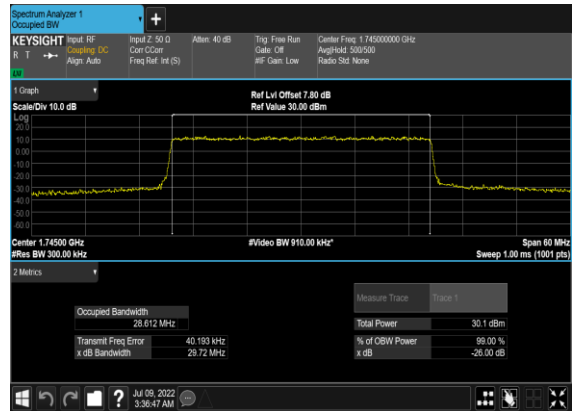 Spectrum Analyzer 1
Occupied BW
+
KEYSIGHT Input: RF Input Z: 50 Ω Atten: 40 dB Trig: Free Run Center Freq: 1.745000000 GHz
R T Coupling: DC Corr CCorr Gate: Off Avg|Hold: 500/500
Align: Auto Freq Ref: Int (S) #IF Gain: Low Radio Std: None
LW
1 Graph
Ref Lvl Offset 7.80 dB
Scale/Div 10.0 dB Ref Value 30.00 dBm
Log
20.0
10.0
0.00
-10.0
-20.0
-30.0
-40.0
-50.0
-60.0
Center 1.74500 GHz #Video BW 910.00 kHz* Span 60 MHz
#Res BW 300.00 kHz Sweep 1.00 ms (1001 pts)
2 Metrics
Measure Trace Trace 1
Occupied Bandwidth
28.612 MHz
Total Power 30.1 dBm
Transmit Freq Error 40.193 kHz % of OBW Power 99.00 %
x dB Bandwidth 29.72 MHz x dB -26.00 dB
?
Jul 09, 2022
3:36:47 AM